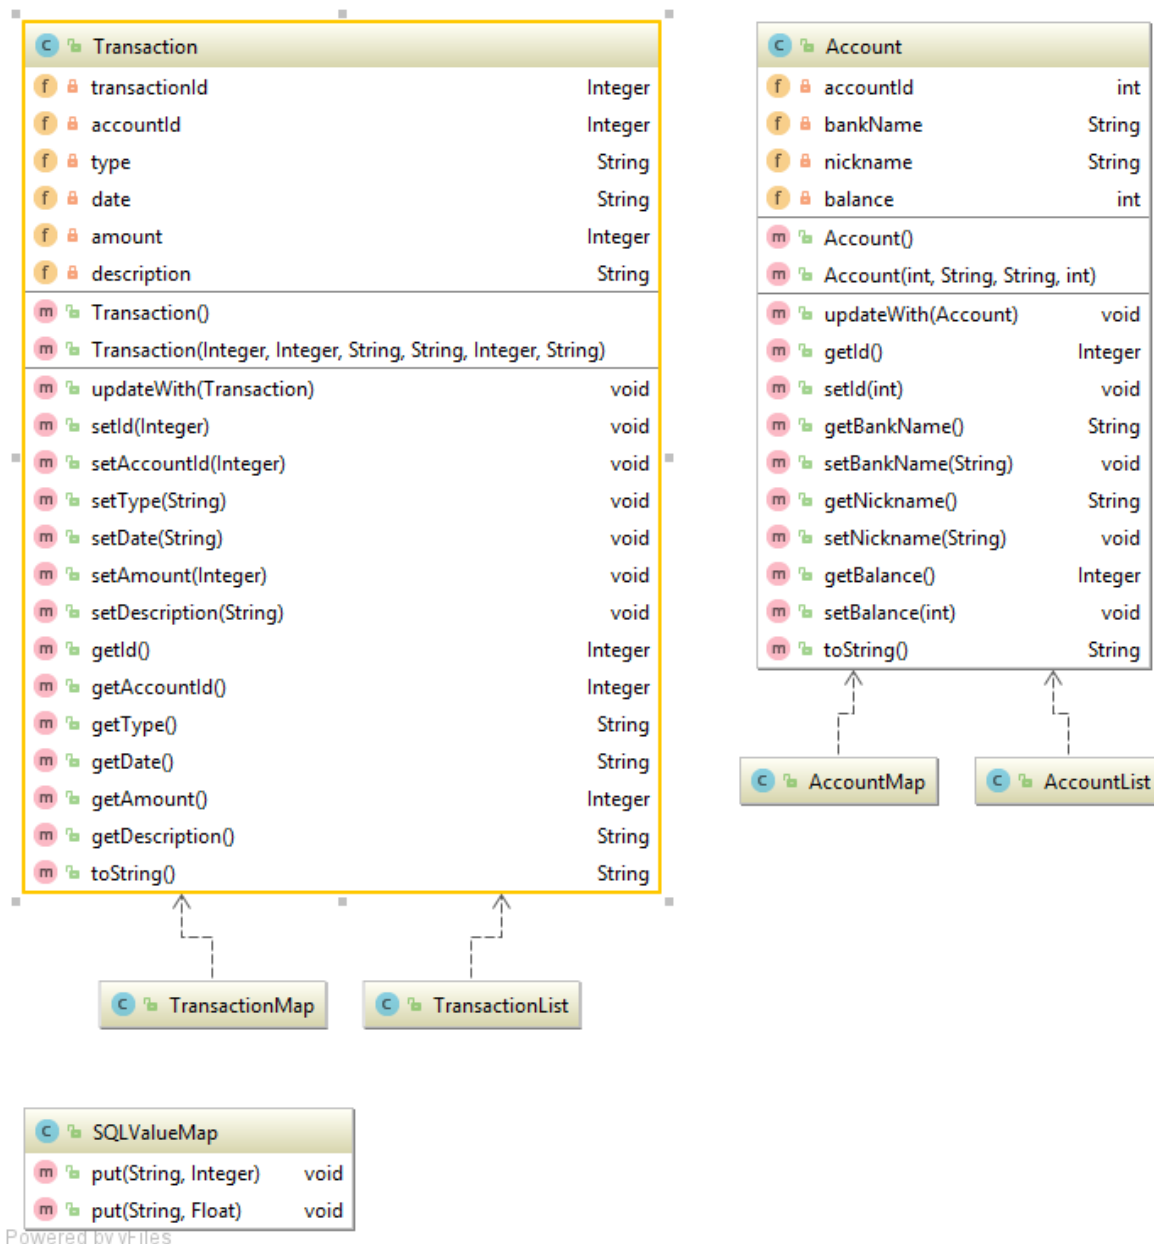 Transaction
transactionId Integer
accountId Integer
type String
date String
amount Integer
description String
Transaction()
Transaction(Integer, Integer, String, String, Integer, String)
updateWith(Transaction) void
setId(Integer) void
setAccountId(Integer) void
setType(String) void
setDate(String) void
setAmount(Integer) void
setDescription(String) void
getId() Integer
getAccountId() Integer
getType() String
getDate() String
getAmount() Integer
getDescription() String
toString() String
Account
accountId int
bankName String
nickname String
balance int
Account()
Account(int, String, String, int)
updateWith(Account) void
getId() Integer
setId(int) void
getBankName() String
setBankName(String) void
getNickname() String
setNickname(String) void
getBalance() Integer
setBalance(int) void
toString() String
AccountMap
AccountList
TransactionMap
TransactionList
SQLValueMap
put(String, Integer) void
put(String, Float) void
Powered by yFiles